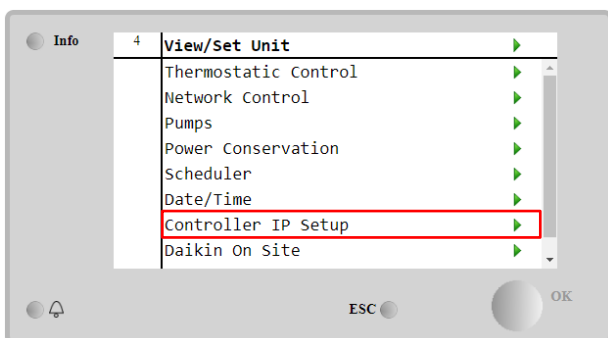 Info
4 View/Set Unit
Thermostatic Control
Network Control
Pumps
Power Conservation
Scheduler
Date/Time
Controller IP Setup
Daikin On Site
ESC
OK